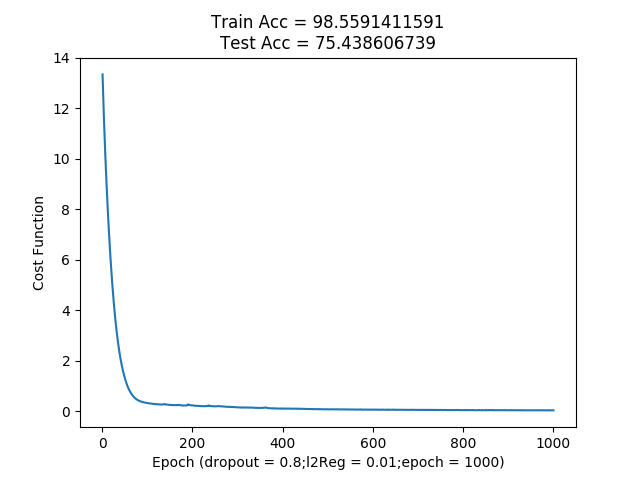 Train Acc = 98.5591411591
Test Acc = 75.438606739
14
12
10
8
6
4
2
0
Cost Function
0 200 400 600 800 1000
Epoch (dropout = 0.8;l2Reg = 0.01;epoch = 1000)